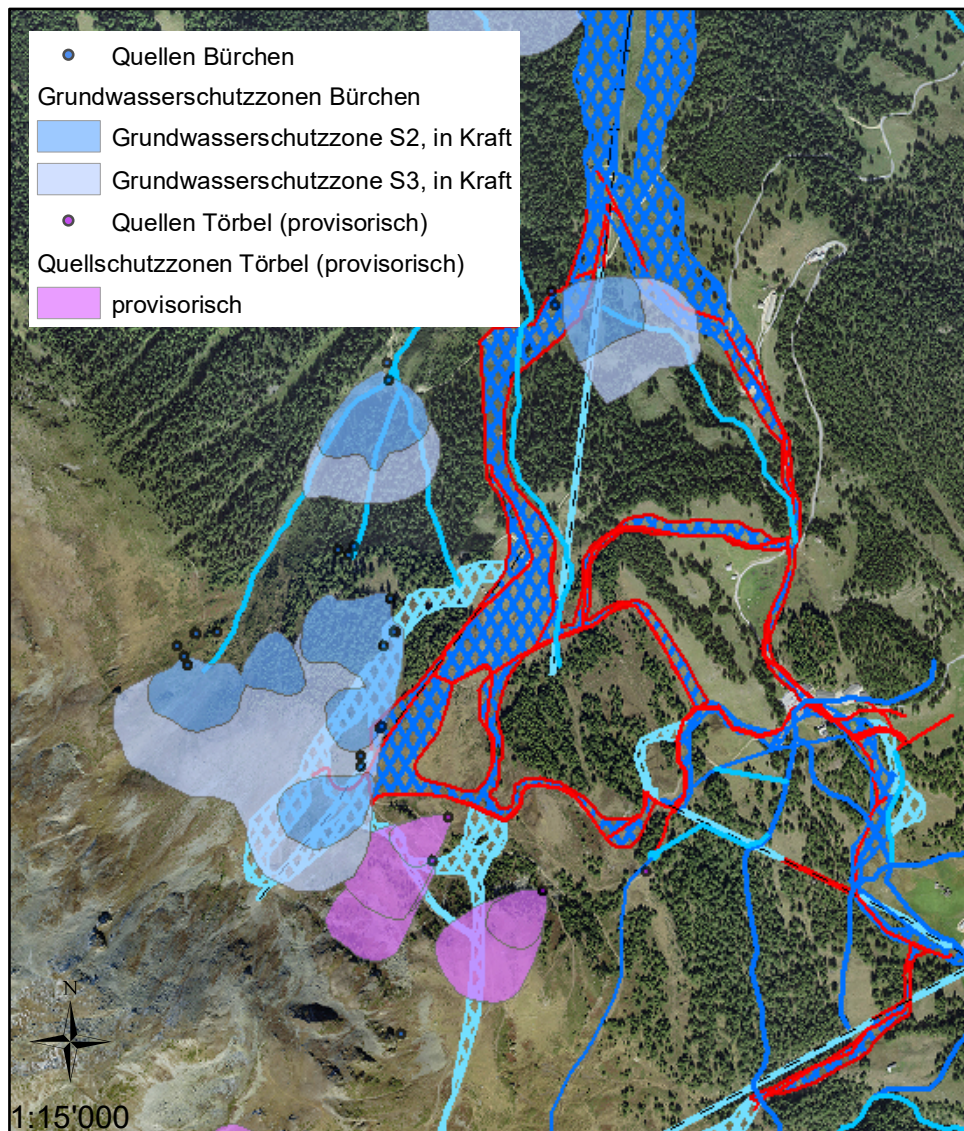 Quellen Bürchen
Grundwasserschutzzonen Bürchen
Grundwasserschutzzone S2, in Kraft
Grundwasserschutzzone S3, in Kraft
Quellen Törbel (provisorisch)
Quellschutzzonen Törbel (provisorisch)
provisorisch
N
1:15'000